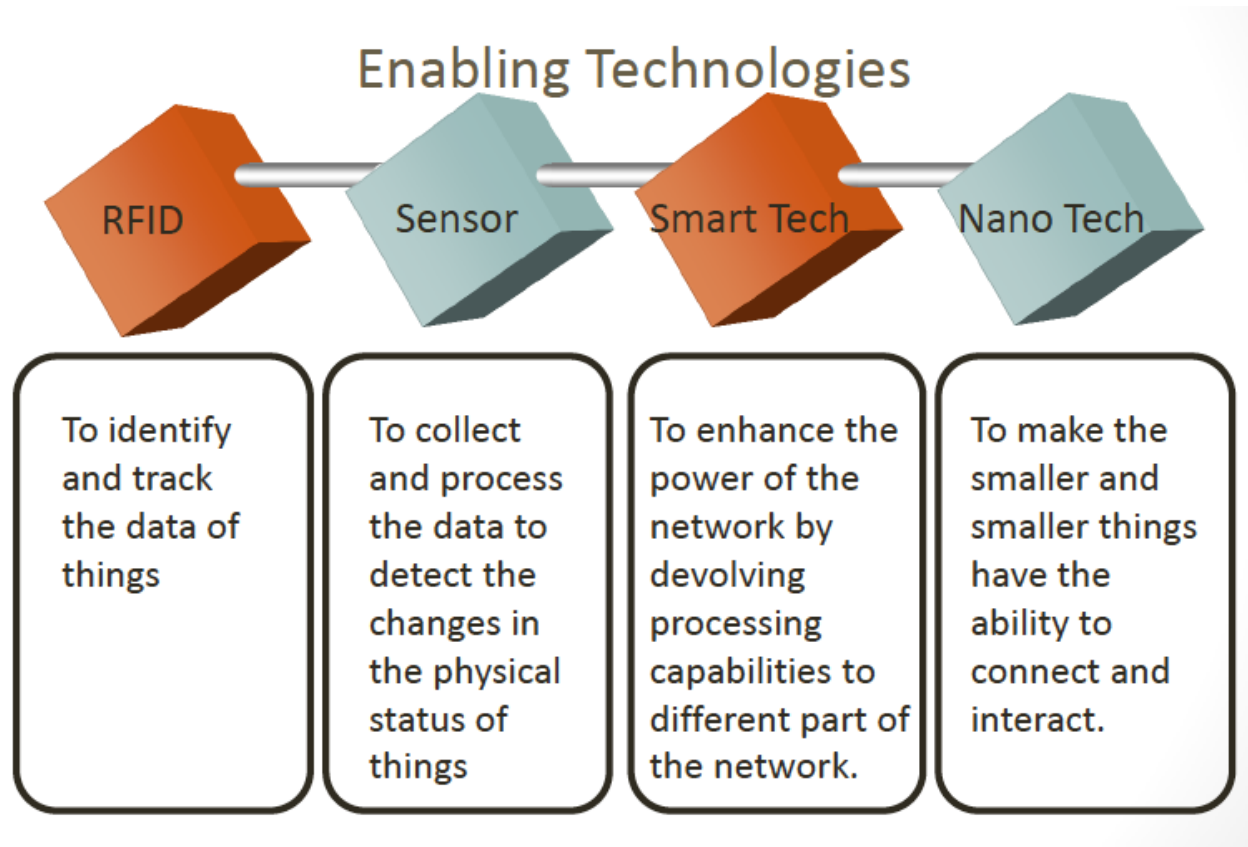 Enabling Technologies
RFID
Sensor
Smart Tech
Nano Tech
To identify
and track
the data of
things
To collect
and process
the data to
detect the
changes in
the physical
status of
things
To enhance the
power of the
network by
devolving
processing
capabilities to
different part of
the network.
To make the
smaller and
smaller things
have the
ability to
connect and
interact.